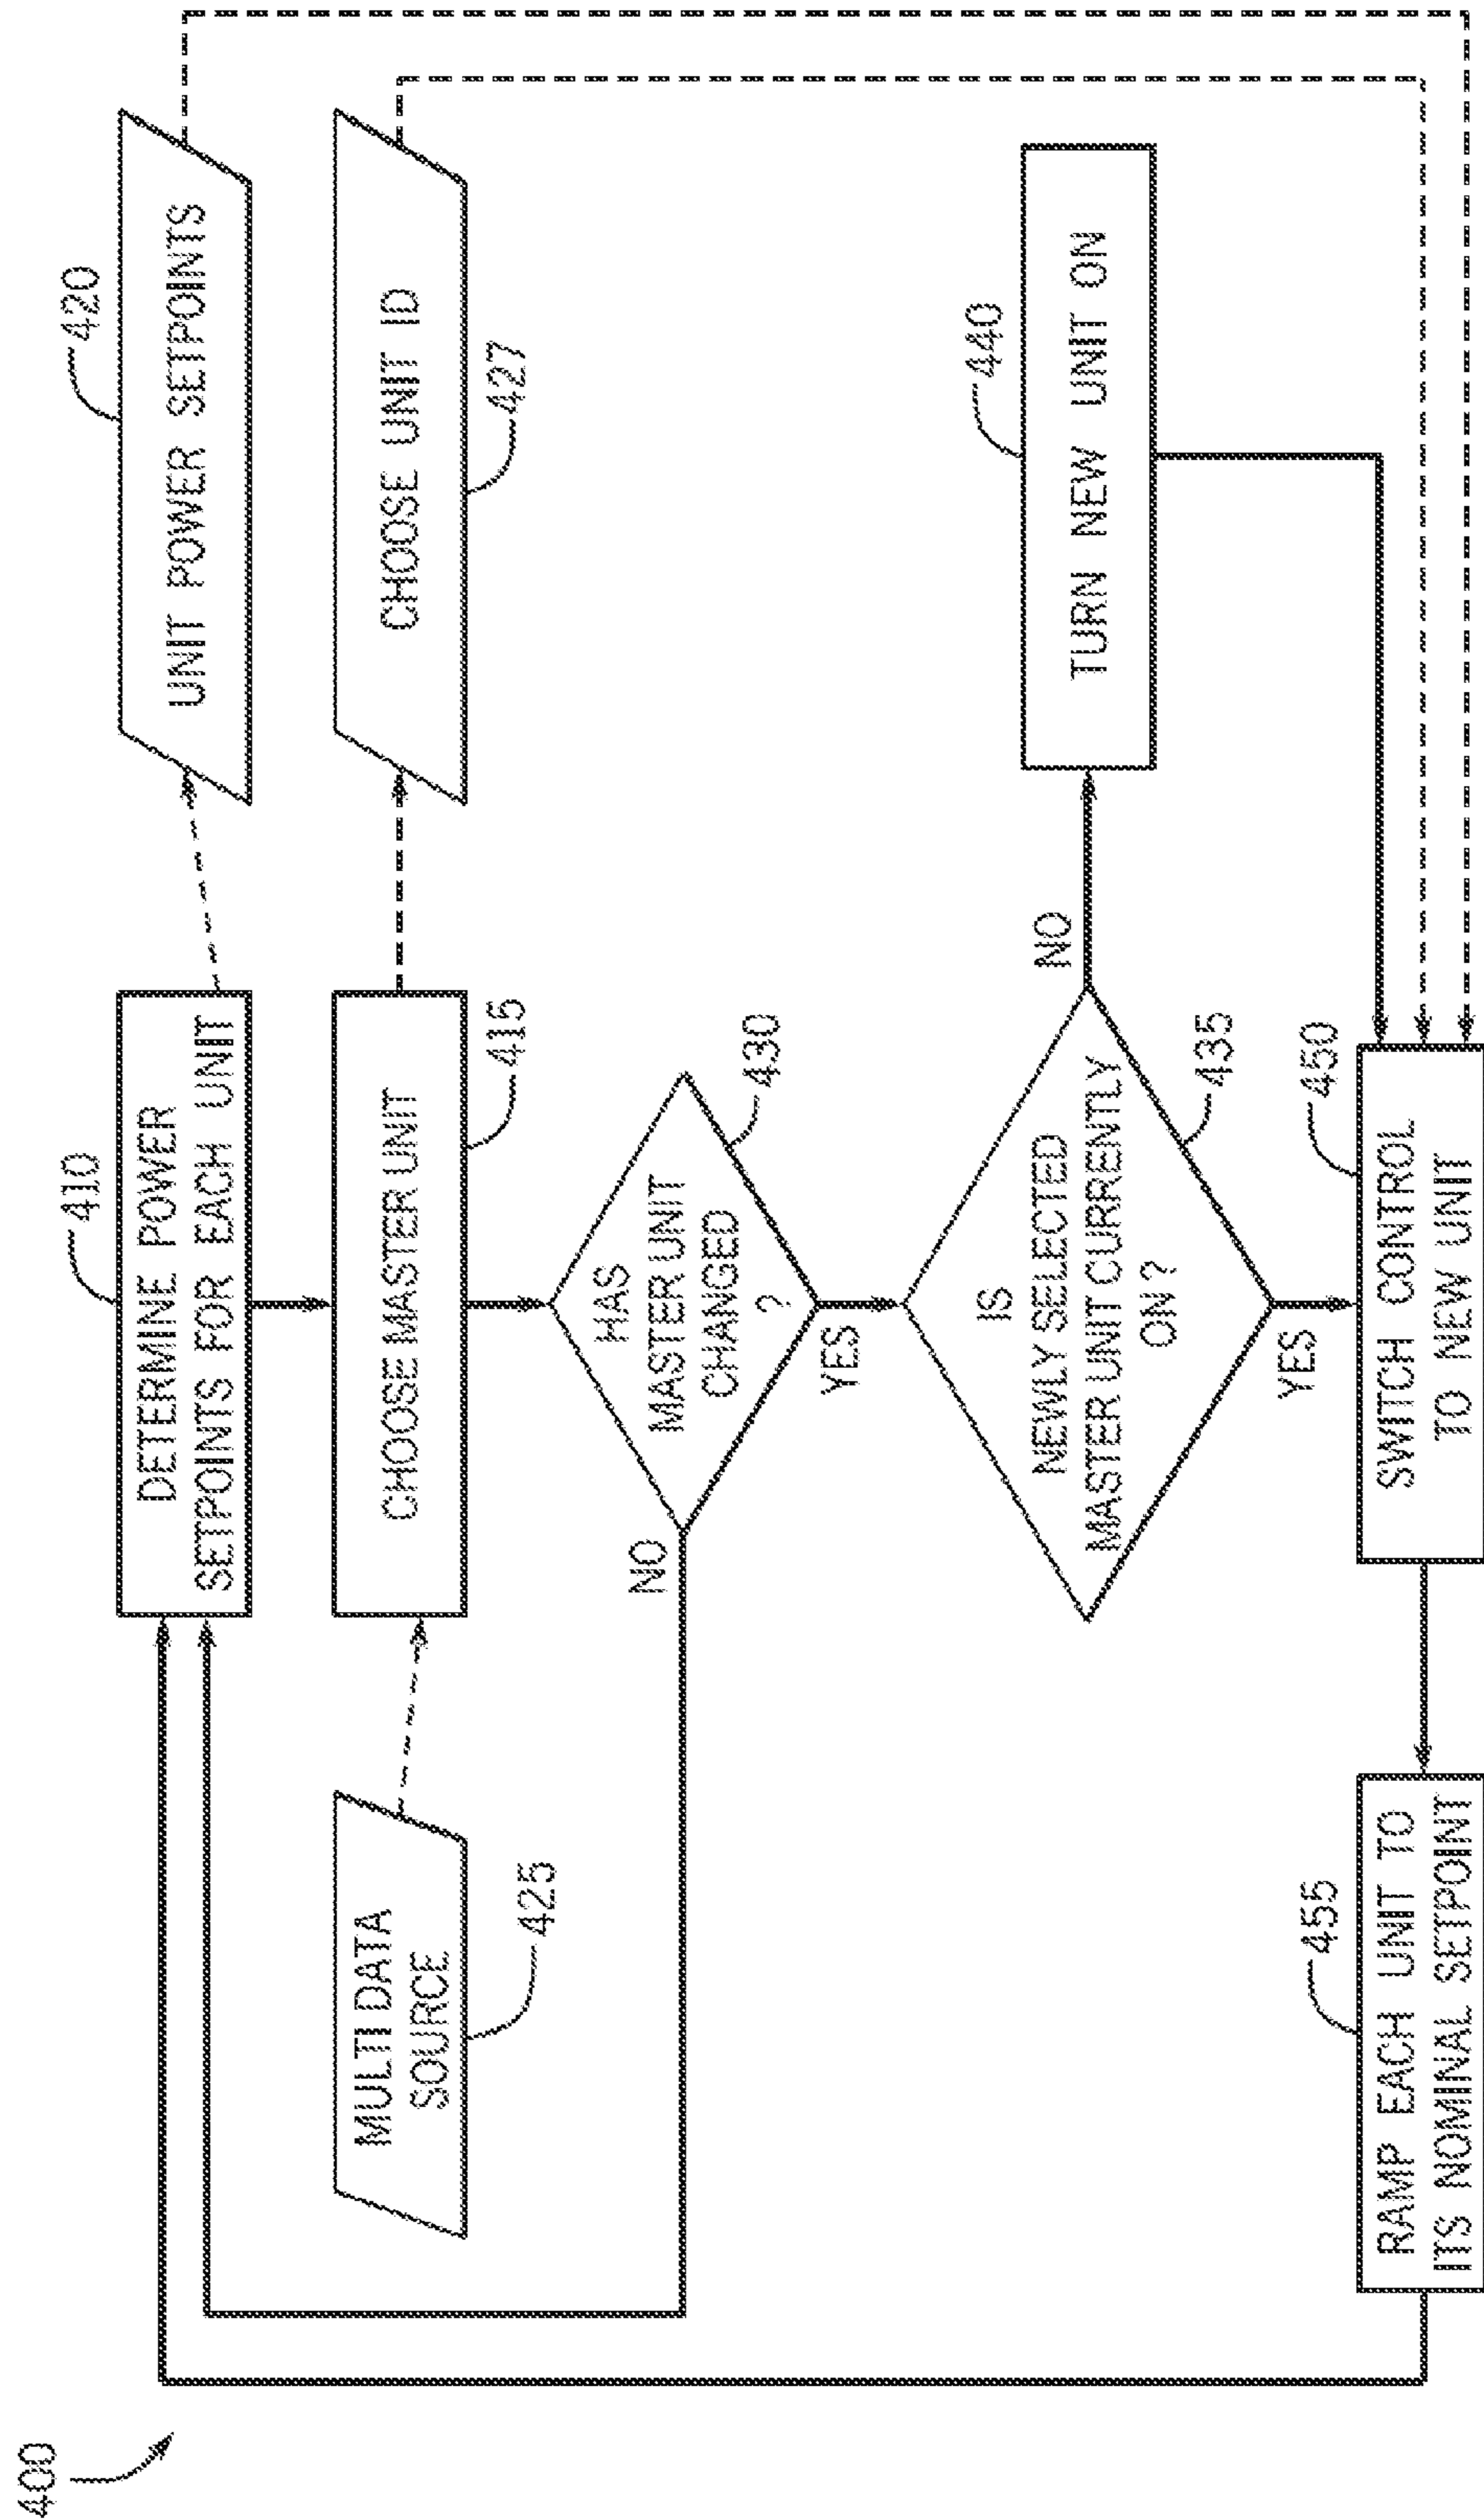 400
410
DETERMINE POWER
SETPOINTS FOR EACH UNIT
420
UNIT POWER SETPOINTS
MULTI DATA
SOURCE
425
CHOOSE MASTER UNIT
415
CHOOSE UNIT ID
427
HAS
MASTER UNIT
CHANGED
?
430
NO
YES
IS
NEWLY SELECTED
MASTER UNIT CURRENTLY
ON?
435
NO
YES
440
TURN NEW UNIT ON
455
RAMP EACH UNIT TO
ITS NOMINAL SETPOINT
450
SWITCH CONTROL
TO NEW UNIT